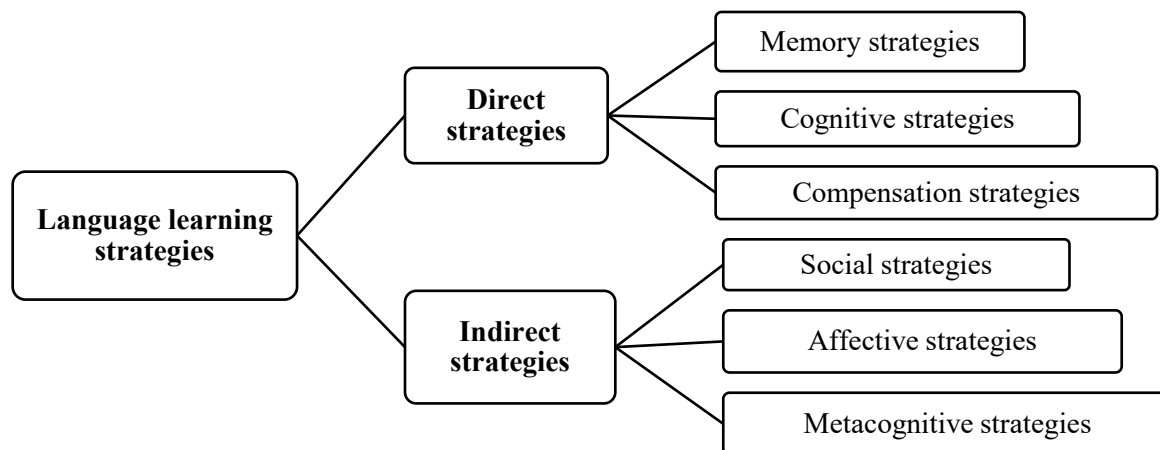 Language learning
strategies
Direct
strategies
Memory strategies
Cognitive strategies
Compensation strategies
Indirect
strategies
Social strategies
Affective strategies
Metacognitive strategies